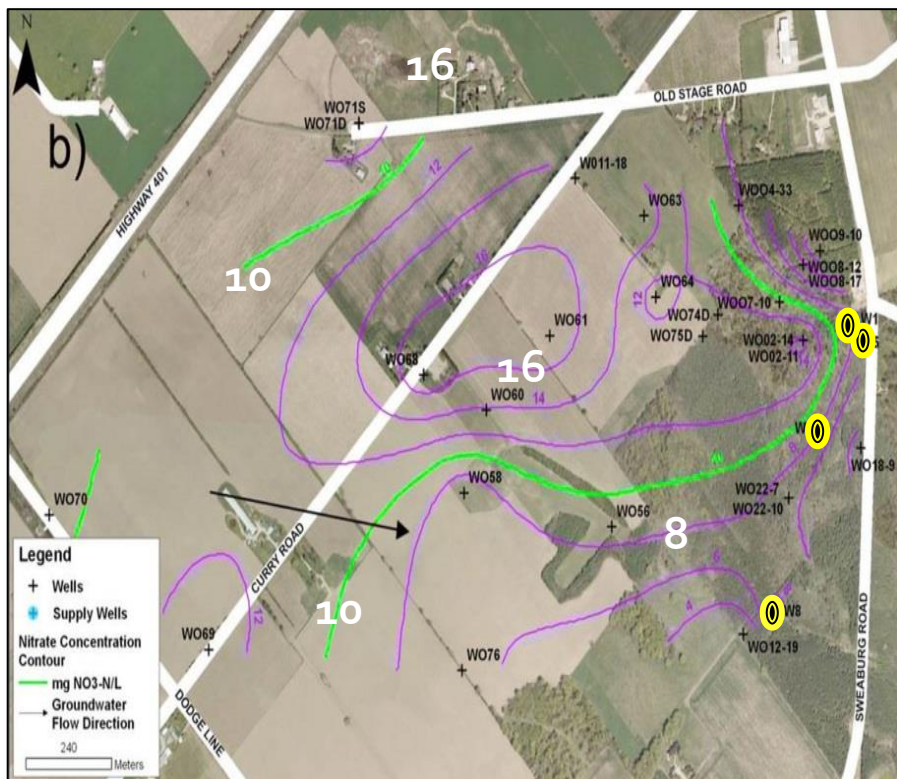 N
16
OLD STAGE ROAD
WO71S
WO71D
b)
10
12
HIGHWAY 401
WO11-18
WO63
WOO4-33
WOO9-10
WOO8-12
WOO8-17
10
16
12
WO64
WOO7-10
WO74D
WO75D
W1
WO61
WO02-14
WO02-11
WO68
16
14
WO60
WO18-9
WO58
10
WO22-7
WO22-10
WO56
8
WO70
CURRY ROAD
10
6
4
W8
WO12-19
12
WO69
WO76
DODGE LINE
SWEABURG ROAD
Legend
Wells
Supply Wells
Nitrate Concentration
Contour
mg NO3-N/L
Groundwater
Flow Direction
240
Meters